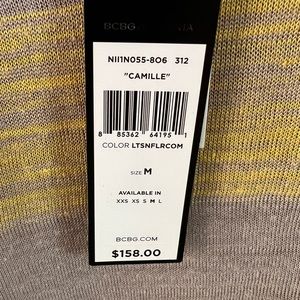 BCBG
NII1N055-806 312
"CAMILLE"
8 85362 64195 1
COLOR LTSNFLRCOM
SIZE M
AVAILABLE IN
XXS XS S M L
BCBG.COM
$158.00